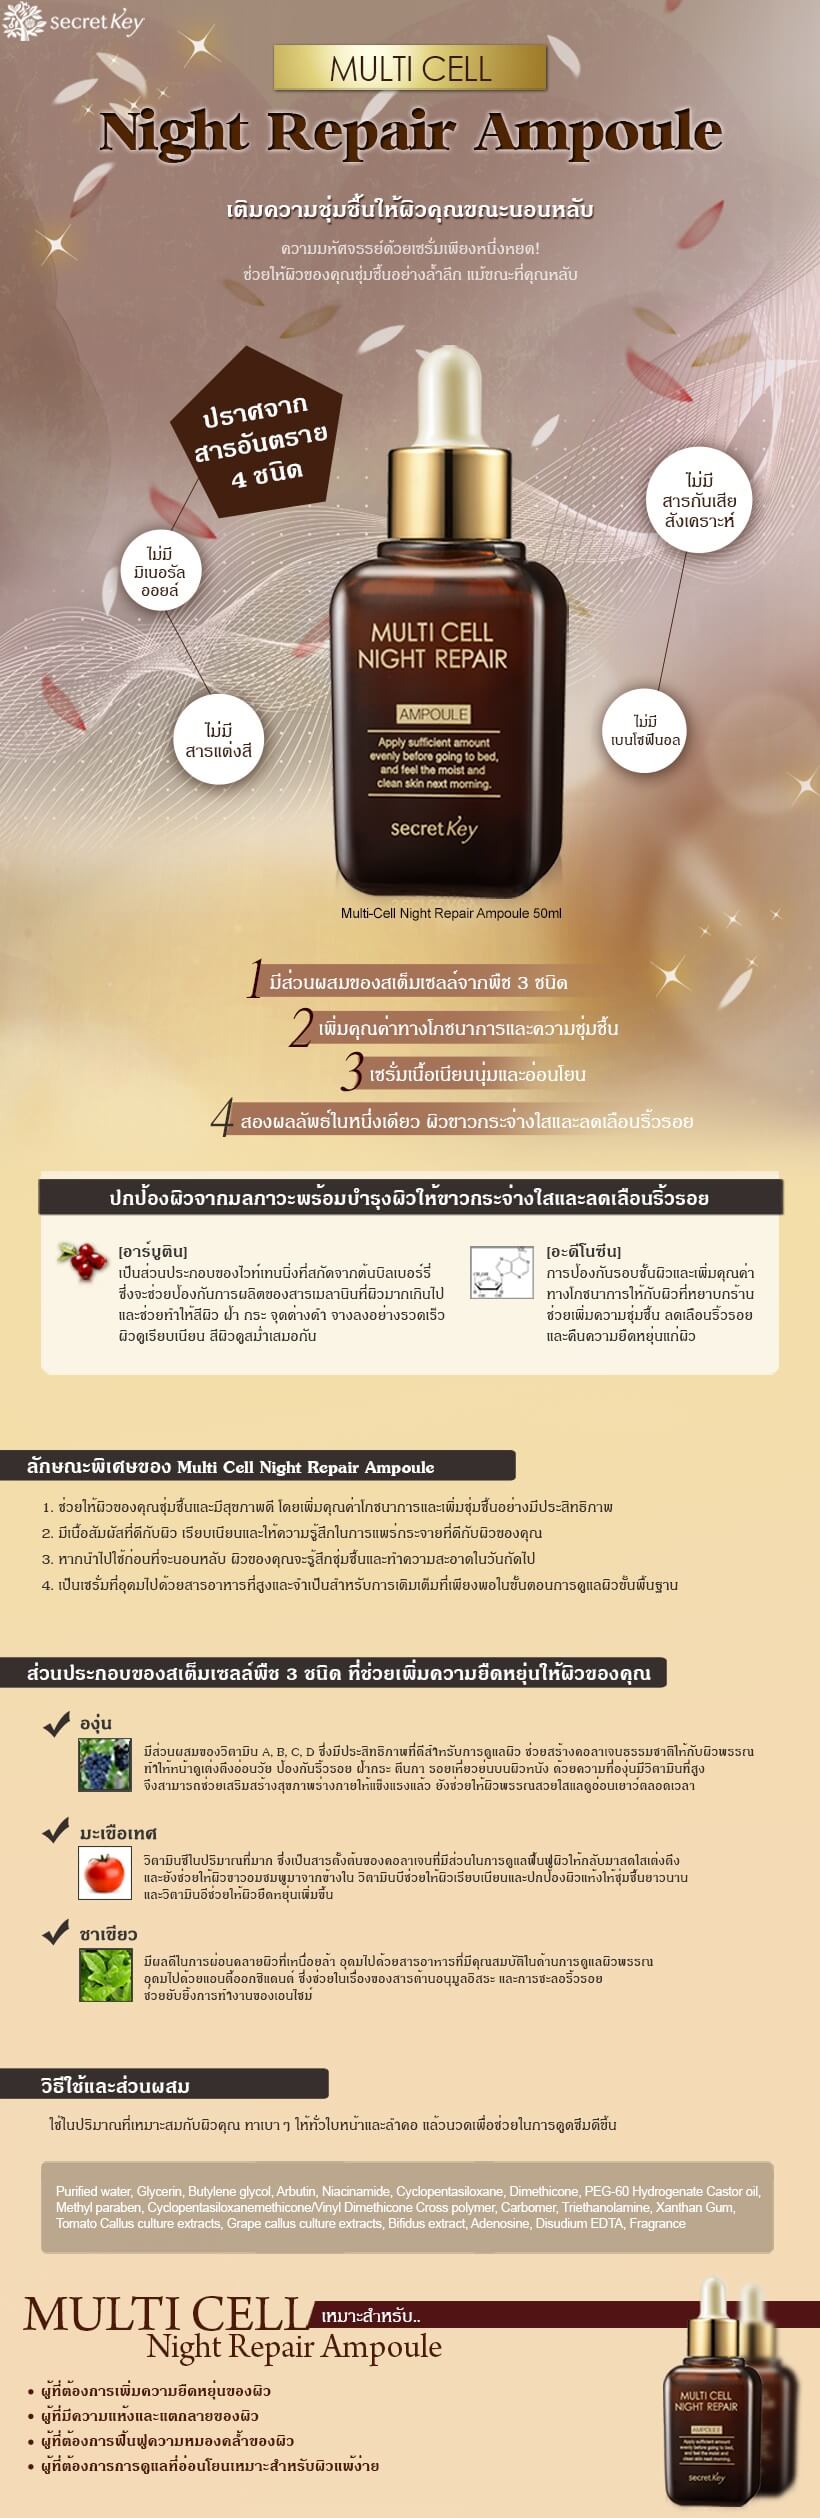 secretKey
MULTI CELL
Night Repair Ampoule
เติมความชุ่มชื้นให้ผิวคุณขณะนอนหลับ
ความมหัศจรรย์ด้วยเซรั่มเพียงหนึ่งหยด!
ช่วยให้ผิวของคุณชุ่มชื้นอย่างล้ำลึก แม้ขณะที่คุณหลับ
ปราศจาก
สารอันตราย
4 ชนิด
ไม่มี
สารกันเสีย
สังเคราะห์
ไม่มี
มิเนอรัล
ออยล์
ไม่มี
สารแต่งสี
ไม่มี
เบนโซฟีนอล
MULTI CELL
NIGHT REPAIR
AMPOULE
Apply sufficient amount
evenly before going to bed,
and feel the moist and
clean skin next morning.
secretKey
Multi-Cell Night Repair Ampoule 50ml
1 มีส่วนผสมของสเต็มเซลล์จากพืช 3 ชนิด
2 เพิ่มคุณค่าทางโภชนาการและความชุ่มชื้น
3 เซรั่มเนื้อเนียนนุ่มและอ่อนโยน
4 สองผลลัพธ์ในหนึ่งเดียว ผิวขาวกระจ่างใสและลดเลือนริ้วรอย
ปกป้องผิวจากมลภาวะพร้อมบำรุงผิวให้ขาวกระจ่างใสและลดเลือนริ้วรอย
[อาร์บูติน]
เป็นส่วนประกอบของไวท์เทนนิ่งที่สกัดจากต้นบิลเบอร์รี่
ซึ่งจะช่วยป้องกันการผลิตของสารเมลานินที่ผิวมากเกินไป
และช่วยทำให้สีผิว ฝ้า กระ จุดด่างดำ จางลงอย่างรวดเร็ว
ผิวดูเรียบเนียน สีผิวดูสม่ำเสมอกัน
[อะดีโนซีน]
การป้องกันรอบชั้นผิวและเพิ่มคุณค่า
ทางโภชนาการให้กับผิวที่หยาบกร้าน
ช่วยเพิ่มความชุ่มชื้น ลดเลือนริ้วรอย
และคืนความยืดหยุ่นแก่ผิว
ลักษณะพิเศษของ Multi Cell Night Repair Ampoule
1. ช่วยให้ผิวของคุณชุ่มชื้นและมีสุขภาพดี โดยเพิ่มคุณค่าโภชนาการและเพิ่มชุ่มชื้นอย่างมีประสิทธิภาพ
2. มีเนื้อสัมผัสที่ดีกับผิว เรียบเนียนและให้ความรู้สึกในการแพร่กระจายที่ดีกับผิวของคุณ
3. หากนำไปใช้ก่อนที่จะนอนหลับ ผิวของคุณจะรู้สึกชุ่มชื้นและทำความสะอาดในวันถัดไป
4. เป็นเซรั่มที่อุดมไปด้วยสารอาหารที่สูงและจำเป็นสำหรับการเติมเต็มที่เพียงพอในขั้นตอนการดูแลผิวขั้นพื้นฐาน
ส่วนประกอบของสเต็มเซลล์พืช 3 ชนิด ที่ช่วยเพิ่มความยืดหยุ่นให้ผิวของคุณ
องุ่น
มีส่วนผสมของวิตามิน A, B, C, D ซึ่งมีประสิทธิภาพที่ดีสำหรับการดูแลผิว ช่วยสร้างคอลาเจนธรรมชาติให้กับผิวพรรณ
ทำให้หน้าดูเต่งตึงอ่อนวัย ป้องกันริ้วรอย ฝ้ากระ ตีนกา รอยเหี่ยวย่นบนผิวหนัง ด้วยความที่องุ่นมีวิตามินที่สูง
จึงสามารถช่วยเสริมสร้างสุขภาพร่างกายให้แข็งแรงแล้ว ยังช่วยให้ผิวพรรณสวยใสแลดูอ่อนเยาว์ตลอดเวลา
มะเขือเทศ
วิตามินซีในปริมาณที่มาก ซึ่งเป็นสารตั้งต้นของคอลาเจนที่มีส่วนในการดูแลฟื้นฟูผิวให้กลับมาสดใสเต่งตึง
และยังช่วยให้ผิวขาวอมชมพูมาจากข้างใน วิตามินบีช่วยให้ผิวเรียบเนียนและปกป้องผิวแห้งให้ชุ่มชื้นยาวนาน
และวิตามินอีช่วยให้ผิวยืดหยุ่นเพิ่มขึ้น
ชาเขียว
มีผลดีในการผ่อนคลายผิวที่เหนื่อยล้า อุดมไปด้วยสารอาหารที่มีคุณสมบัติในด้านการดูแลผิวพรรณ
อุดมไปด้วยแอนตี้ออกซิแดนต์ ซึ่งช่วยในเรื่องของสารต้านอนุมูลอิสระ และการชะลอริ้วรอย
ช่วยยับยั้งการทำงานของเอนไซม์
วิธีใช้และส่วนผสม
ใช้ในปริมาณที่เหมาะสมกับผิวคุณ ทาเบา ๆ ให้ทั่วใบหน้าและลำคอ แล้วนวดเพื่อช่วยในการดูดซึมดีขึ้น
Purified water, Glycerin, Butylene glycol, Arbutin, Niacinamide, Cyclopentasiloxane, Dimethicone, PEG-60 Hydrogenate Castor oil,
Methyl paraben, Cyclopentasiloxanemethicone/Vinyl Dimethicone Cross polymer, Carbomer, Triethanolamine, Xanthan Gum,
Tomato Callus culture extracts, Grape callus culture extracts, Bifidus extract, Adenosine, Disudium EDTA, Fragrance
MULTI CELL เหมาะสำหรับ..
Night Repair Ampoule
• ผู้ที่ต้องการเพิ่มความยืดหยุ่นของผิว
• ผู้ที่มีความแห้งและแตกลายของผิว
• ผู้ที่ต้องการฟื้นฟูความหมองคล้ำของผิว
• ผู้ที่ต้องการการดูแลที่อ่อนโยนเหมาะสำหรับผิวแพ้ง่าย
MULTI CELL
NIGHT REPAIR
AMPOULE
Apply sufficient amount
evenly before going to bed,
and feel the moist and
clean skin next morning.
secretKey